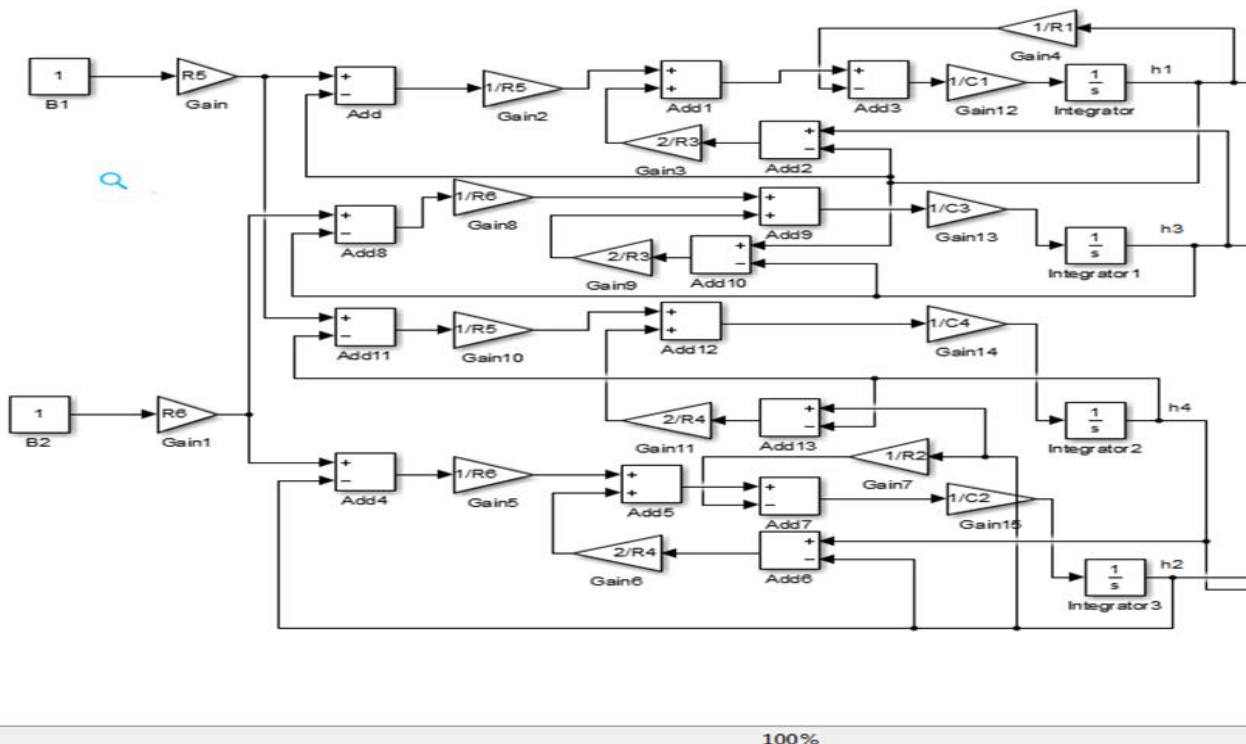 1/R1
Gain4
1
B1
R5
Gain
+
−
Add
1/R5
Gain2
+
+
Add1
+
−
Add3
1/C1
Gain12
1
s
Integrator
h1
2/R3
Gain3
+
−
Add2
+
−
Add8
1/R6
Gain8
+
+
Add9
1/C3
Gain13
1
s
Integrator1
h3
2/R3
Gain9
+
−
Add10
+
−
Add11
1/R5
Gain10
+
+
Add12
1/C4
Gain14
1
s
Integrator2
h4
1
B2
R6
Gain1
2/R4
Gain11
+
−
Add13
1/R2
Gain7
+
−
Add4
1/R6
Gain5
+
+
Add5
+
−
Add7
1/C2
Gain15
2/R4
Gain6
+
−
Add6
1
s
Integrator3
h2
100%